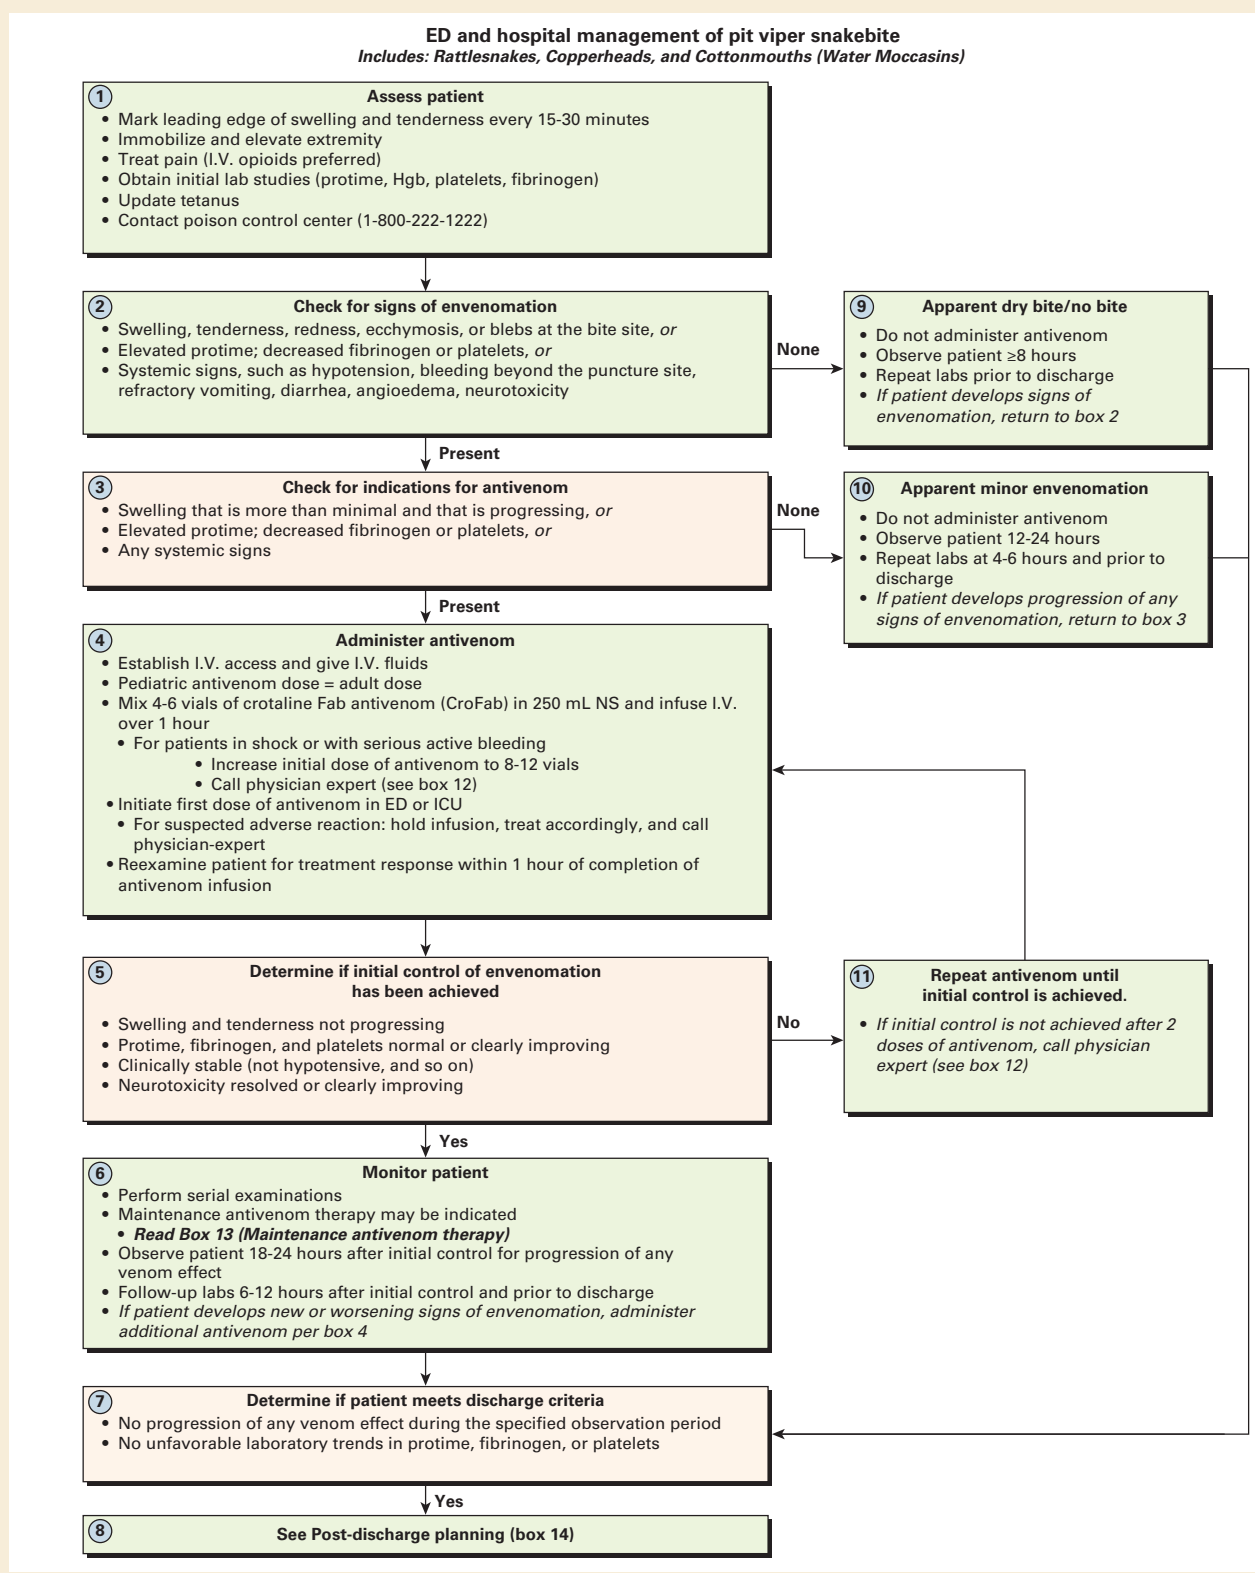 ED and hospital management of pit viper snakebite
Includes: Rattlesnakes, Copperheads, and Cottonmouths (Water Moccasins)
1
Assess patient
• Mark leading edge of swelling and tenderness every 15-30 minutes
• Immobilize and elevate extremity
• Treat pain (I.V. opioids preferred)
• Obtain initial lab studies (protime, Hgb, platelets, fibrinogen)
• Update tetanus
• Contact poison control center (1-800-222-1222)
2
Check for signs of envenomation
• Swelling, tenderness, redness, ecchymosis, or blebs at the bite site, or
• Elevated protime; decreased fibrinogen or platelets, or
• Systemic signs, such as hypotension, bleeding beyond the puncture site,
refractory vomiting, diarrhea, angioedema, neurotoxicity
None
9
Apparent dry bite/no bite
• Do not administer antivenom
• Observe patient ≥8 hours
• Repeat labs prior to discharge
• If patient develops signs of
envenomation, return to box 2
Present
3
Check for indications for antivenom
• Swelling that is more than minimal and that is progressing, or
• Elevated protime; decreased fibrinogen or platelets, or
• Any systemic signs
None
10
Apparent minor envenomation
• Do not administer antivenom
• Observe patient 12-24 hours
• Repeat labs at 4-6 hours and prior to
discharge
• If patient develops progression of any
signs of envenomation, return to box 3
Present
4
Administer antivenom
• Establish I.V. access and give I.V. fluids
• Pediatric antivenom dose = adult dose
• Mix 4-6 vials of crotaline Fab antivenom (CroFab) in 250 mL NS and infuse I.V.
over 1 hour
• For patients in shock or with serious active bleeding
• Increase initial dose of antivenom to 8-12 vials
• Call physician expert (see box 12)
• Initiate first dose of antivenom in ED or ICU
• For suspected adverse reaction: hold infusion, treat accordingly, and call
physician-expert
• Reexamine patient for treatment response within 1 hour of completion of
antivenom infusion
5
Determine if initial control of envenomation
has been achieved
• Swelling and tenderness not progressing
• Protime, fibrinogen, and platelets normal or clearly improving
• Clinically stable (not hypotensive, and so on)
• Neurotoxicity resolved or clearly improving
No
11
Repeat antivenom until
initial control is achieved.
• If initial control is not achieved after 2
doses of antivenom, call physician
expert (see box 12)
Yes
6
Monitor patient
• Perform serial examinations
• Maintenance antivenom therapy may be indicated
• Read Box 13 (Maintenance antivenom therapy)
• Observe patient 18-24 hours after initial control for progression of any
venom effect
• Follow-up labs 6-12 hours after initial control and prior to discharge
• If patient develops new or worsening signs of envenomation, administer
additional antivenom per box 4
7
Determine if patient meets discharge criteria
• No progression of any venom effect during the specified observation period
• No unfavorable laboratory trends in protime, fibrinogen, or platelets
Yes
8
See Post-discharge planning (box 14)